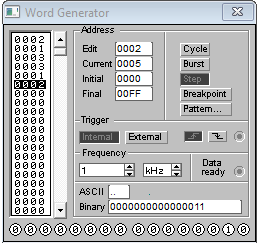 Word Generator
0002
0001
0003
0003
0001
0002
0000
0000
0000
0000
0000
0000
0000
0000
0000
0000
0000
0000
0000
0000
Address
Edit 0002
Current 0005
Initial 0000
Final 00FF
Cycle
Burst
Step
Breakpoint
Pattern...
Trigger
Internal External
Frequency
1 kHz
Data
ready
ASCII .. .
Binary 0000000000000011
0 0 0 0 0 0 0 0 0 0 0 0 0 0 1 0